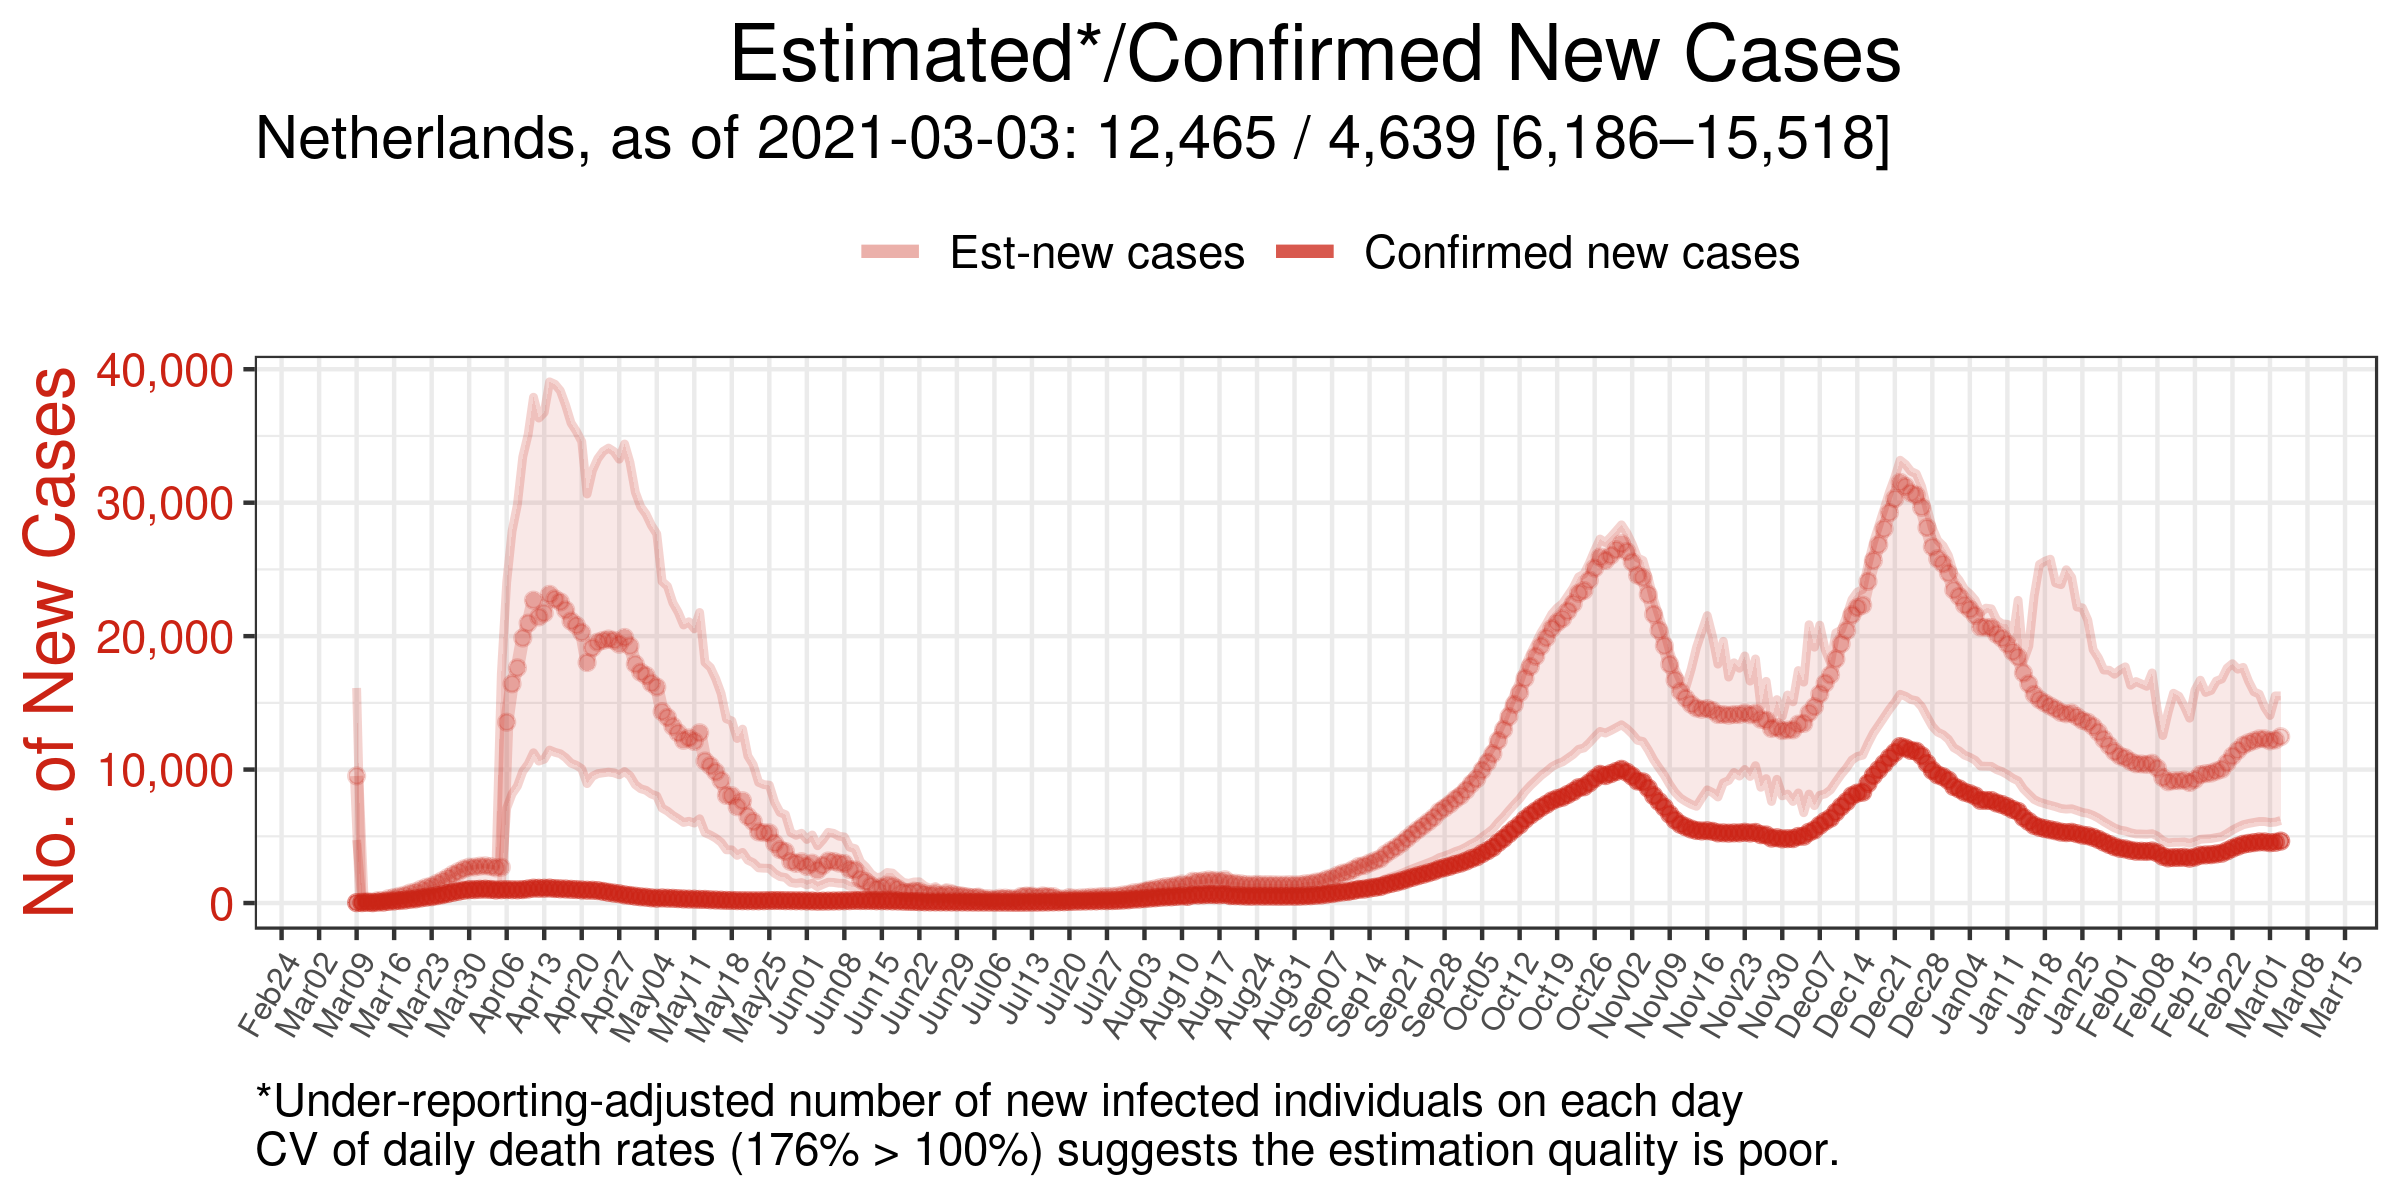 Estimated*/Confirmed New Cases
Netherlands, as of 2021-03-03: 12,465 / 4,639 [6,186–15,518]
Est-new cases Confirmed new cases
No. of New Cases
40,000
30,000
20,000
10,000
0
Feb24 Mar02 Mar09 Mar16 Mar23 Mar30 Apr06 Apr13 Apr20 Apr27 May04 May11 May18 May25 Jun01 Jun08 Jun15 Jun22 Jun29 Jul06 Jul13 Jul20 Jul27 Aug03 Aug10 Aug17 Aug24 Aug31 Sep07 Sep14 Sep21 Sep28 Oct05 Oct12 Oct19 Oct26 Nov02 Nov09 Nov16 Nov23 Nov30 Dec07 Dec14 Dec21 Dec28 Jan04 Jan11 Jan18 Jan25 Feb01 Feb08 Feb15 Feb22 Mar01 Mar08 Mar15
*Under-reporting-adjusted number of new infected individuals on each day
CV of daily death rates (176% > 100%) suggests the estimation quality is poor.